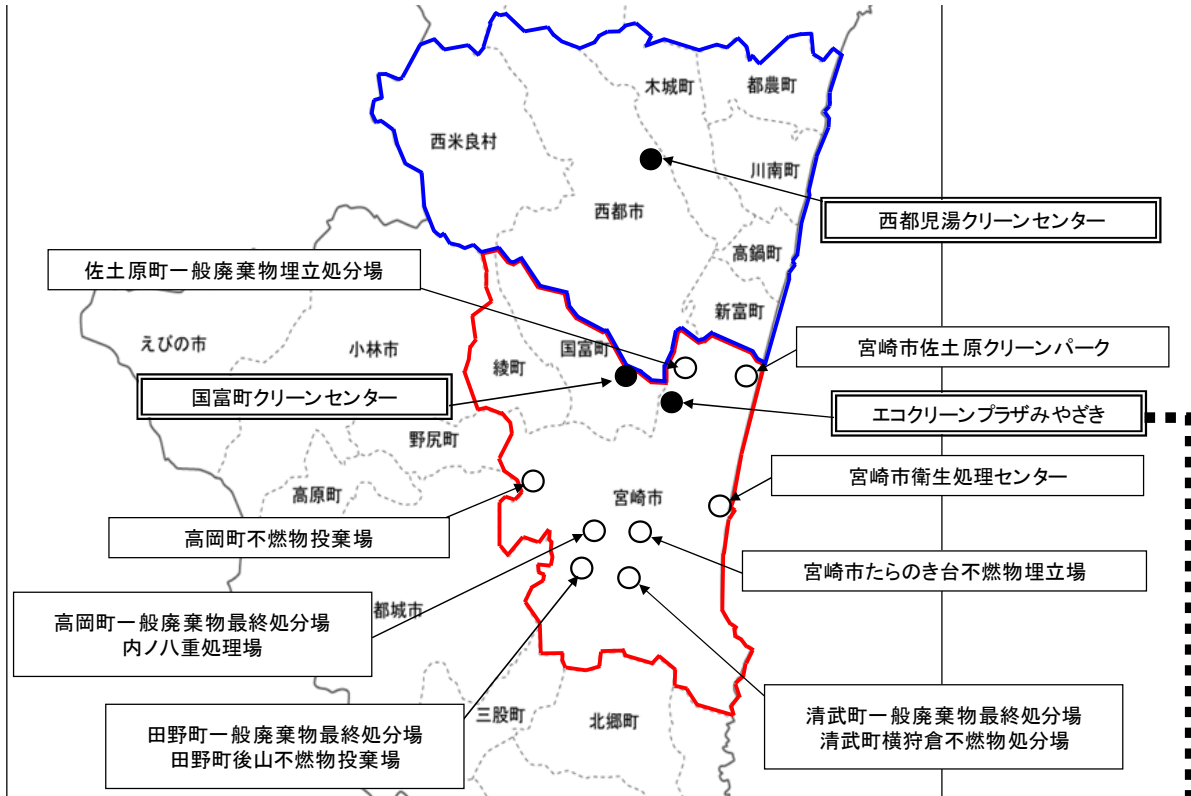 木城町
都農町
西米良村
川南町
西都市
西都児湯クリーンセンター
高鍋町
佐土原町一般廃棄物埋立処分場
新富町
えびの市
小林市
国富町
綾町
宮崎市佐土原クリーンパーク
国富町クリーンセンター
エコクリーンプラザみやざき
野尻町
宮崎市衛生処理センター
高原町
宮崎市
高岡町不燃物投棄場
宮崎市たらのき台不燃物埋立場
都城市
高岡町一般廃棄物最終処分場
内ノ八重処理場
三股町
北郷町
田野町一般廃棄物最終処分場
田野町後山不燃物投棄場
清武町一般廃棄物最終処分場
清武町横狩倉不燃物処分場